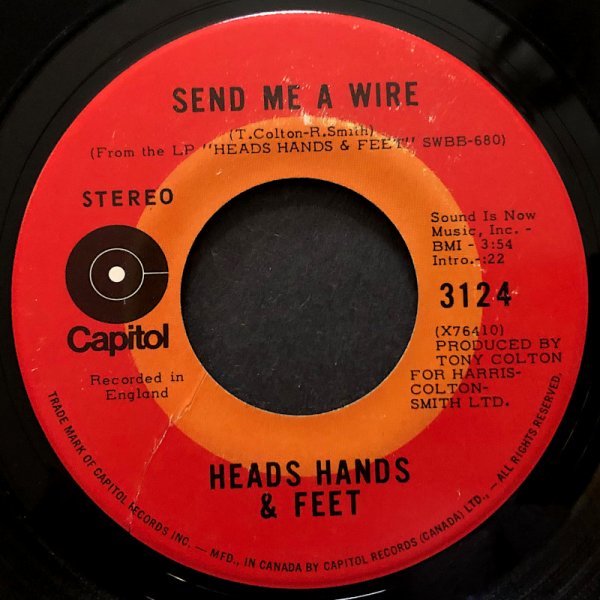 SEND ME A WIRE
(T.Colton-R.Smith)
(From the LP "HEADS HANDS & FEET" SWBB-680)
STEREO
Sound Is Now
Music, Inc. -
BMI - 3:54
Intro.-:22
3124
Capitol
(X76410)
PRODUCED BY
TONY COLTON
FOR HARRIS-
COLTON-
SMITH LTD.
Recorded in
England
HEADS HANDS
& FEET
TRADE MARK OF CAPITOL RECORDS INC. — MFD., IN CANADA BY CAPITOL RECORDS (CANADA) LTD., — ALL RIGHTS RESERVED.